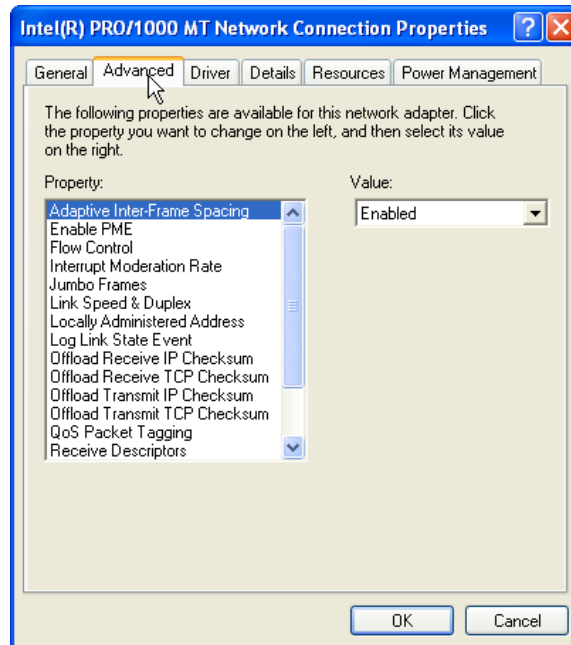 Intel(R) PRO/1000 MT Network Connection Properties
General Advanced Driver Details Resources Power Management
The following properties are available for this network adapter. Click
the property you want to change on the left, and then select its value
on the right.
Property:
Value:
Adaptive Inter-Frame Spacing
Enabled
Enable PME
Flow Control
Interrupt Moderation Rate
Jumbo Frames
Link Speed & Duplex
Locally Administered Address
Log Link State Event
Offload Receive IP Checksum
Offload Receive TCP Checksum
Offload Transmit IP Checksum
Offload Transmit TCP Checksum
QoS Packet Tagging
Receive Descriptors
OK
Cancel